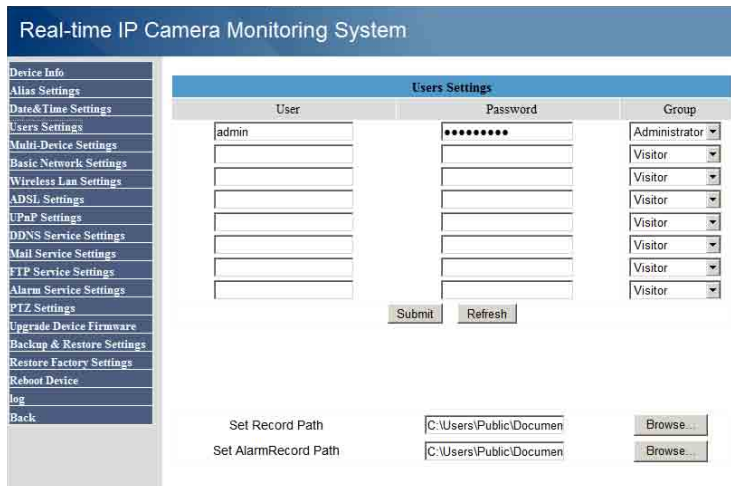 Real-time IP Camera Monitoring System
Device Info
Alias Settings
Date&Time Settings
Users Settings
Multi-Device Settings
Basic Network Settings
Wireless Lan Settings
ADSL Settings
UPnP Settings
DDNS Service Settings
Mail Service Settings
FTP Service Settings
Alarm Service Settings
PTZ Settings
Upgrade Device Firmware
Backup & Restore Settings
Restore Factory Settings
Reboot Device
log
Back
Users Settings
User Password Group
admin ●●●●●●●●● Administrator
Visitor
Visitor
Visitor
Visitor
Visitor
Visitor
Visitor
Submit Refresh
Set Record Path C:\Users\Public\Documen Browse...
Set AlarmRecord Path C:\Users\Public\Documen Browse...